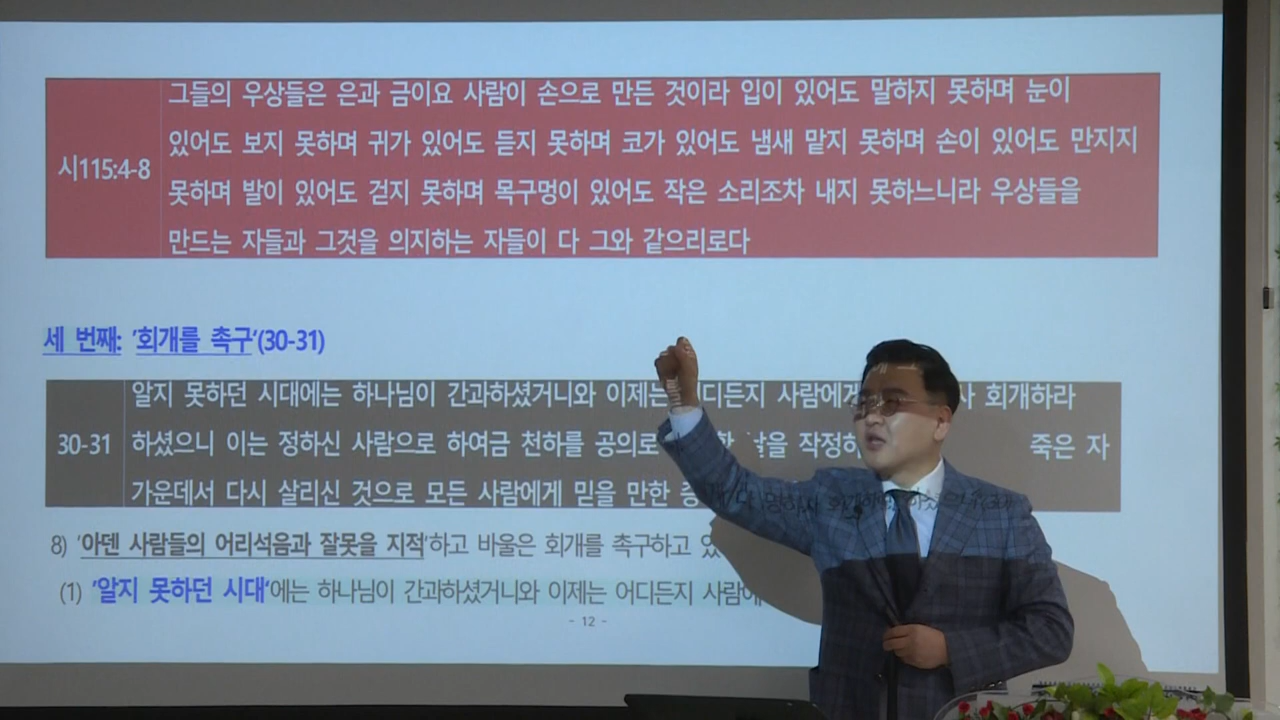 시115:4-8
그들의 우상들은 은과 금이요 사람이 손으로 만든 것이라 입이 있어도 말하지 못하며 눈이
있어도 보지 못하며 귀가 있어도 듣지 못하며 코가 있어도 냄새 맡지 못하며 손이 있어도 만지지
못하며 발이 있어도 걷지 못하며 목구멍이 있어도 작은 소리조차 내지 못하느니라 우상들을
만드는 자들과 그것을 의지하는 자들이 다 그와 같으리로다
세 번째: '회개를 촉구'(30-31)
30-31
알지 못하던 시대에는 하나님이 간과하셨거니와 이제는 사람에게 회개하라
하셨으니 이는 정하신 사람으로 하여금 천하를 공의로 작정하 죽은 자
가운데서 다시 살리신 것으로 모든 사람에게 믿을 만한
8) '아덴 사람들의 어리석음과 잘못을 지적'하고 바울은 회개를 촉구하고
(1) '알지 못하던 시대'에는 하나님이 간과하셨거니와 이제는 어디든지 사람에
- 12 -